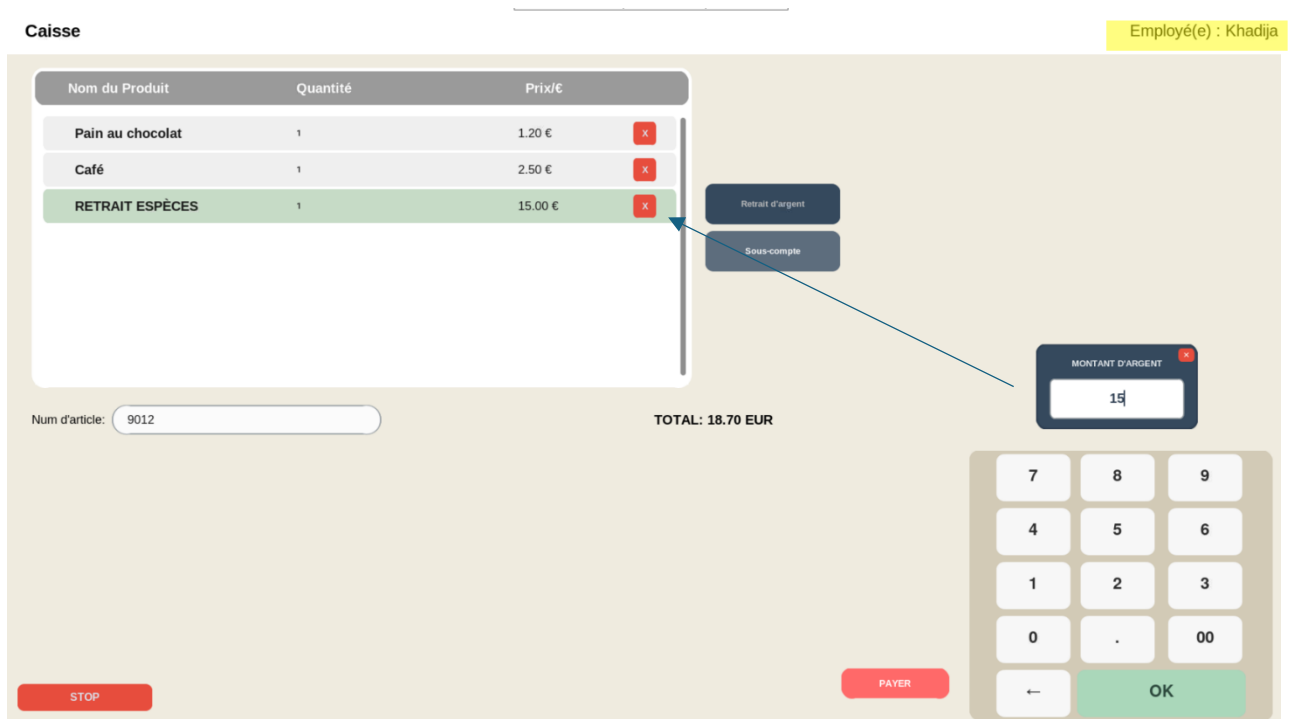 Caisse
Employé(e) : Khadija
Nom du Produit Quantité Prix/€
Pain au chocolat 1 1.20 € X
Café 1 2.50 € X
RETRAIT ESPÈCES 1 15.00 € X
Retrait d'argent
Sous-compte
MONTANT D'ARGENT ×
15
Num d'article: 9012
TOTAL: 18.70 EUR
7 8 9
4 5 6
1 2 3
0 . 00
← OK
PAYER
STOP